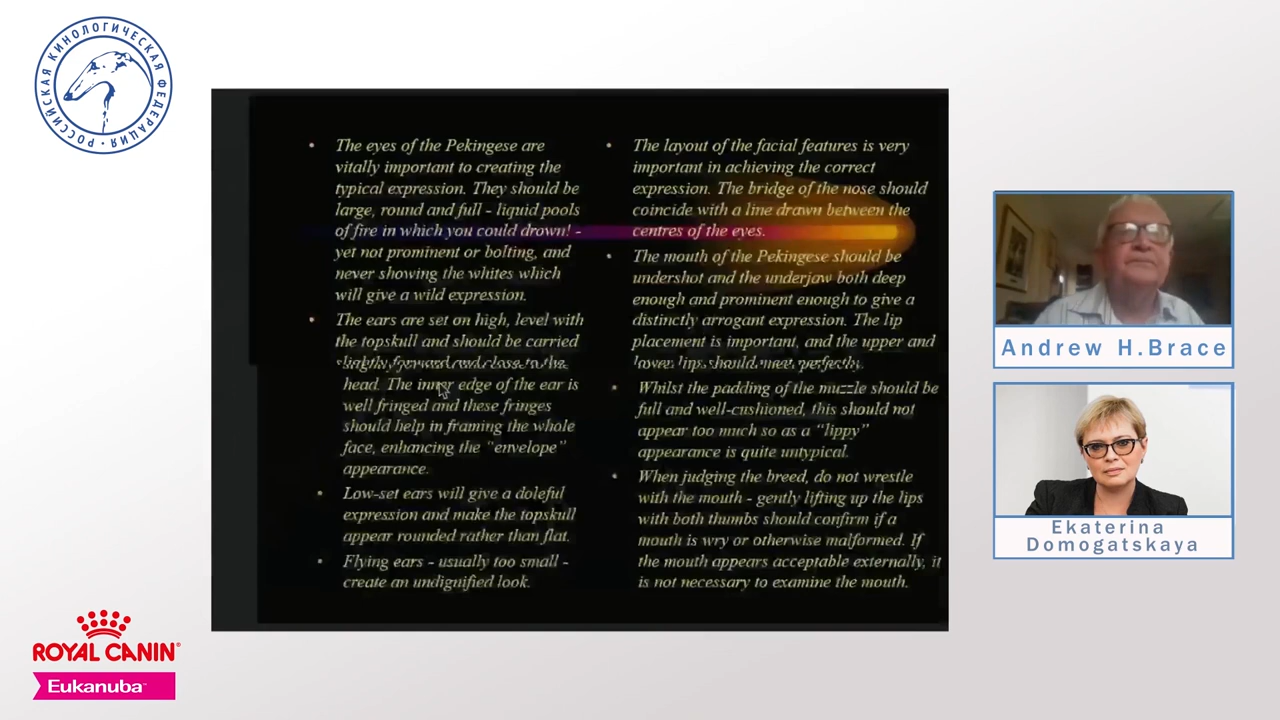 РОССИЙСКАЯ КИНОЛОГИЧЕСКАЯ ФЕДЕРАЦИЯ
• The eyes of the Pekingese are
vitally important to creating the
typical expression. They should be
large, round and full - liquid pools
of fire in which you could drown! -
yet not prominent or bolting, and
never showing the whites which
will give a wild expression.
• The ears are set on high, level with
the topskull and should be carried
slightly forward and close to the
head. The inner edge of the ear is
well fringed and these fringes
should help in framing the whole
face, enhancing the "envelope"
appearance.
• Low-set ears will give a doleful
expression and make the topskull
appear rounded rather than flat.
• Flying ears - usually too small -
create an undignified look.
• The layout of the facial features is very
important in achieving the correct
expression. The bridge of the nose should
coincide with a line drawn between the
centres of the eyes.
• The mouth of the Pekingese should be
undershot and the underjaw both deep
enough and prominent enough to give a
distinctly arrogant expression. The lip
placement is important, and the upper and
lower lips should meet perfectly.
• Whilst the padding of the muzzle should be
full and well-cushioned, this should not
appear too much so as a "lippy"
appearance is quite untypical.
• When judging the breed, do not wrestle
with the mouth - gently lifting up the lips
with both thumbs should confirm if a
mouth is wry or otherwise malformed. If
the mouth appears acceptable externally, it
is not necessary to examine the mouth.
Andrew H.Brace
Ekaterina
Domogatskaya
ROYAL CANIN®
Eukanuba™